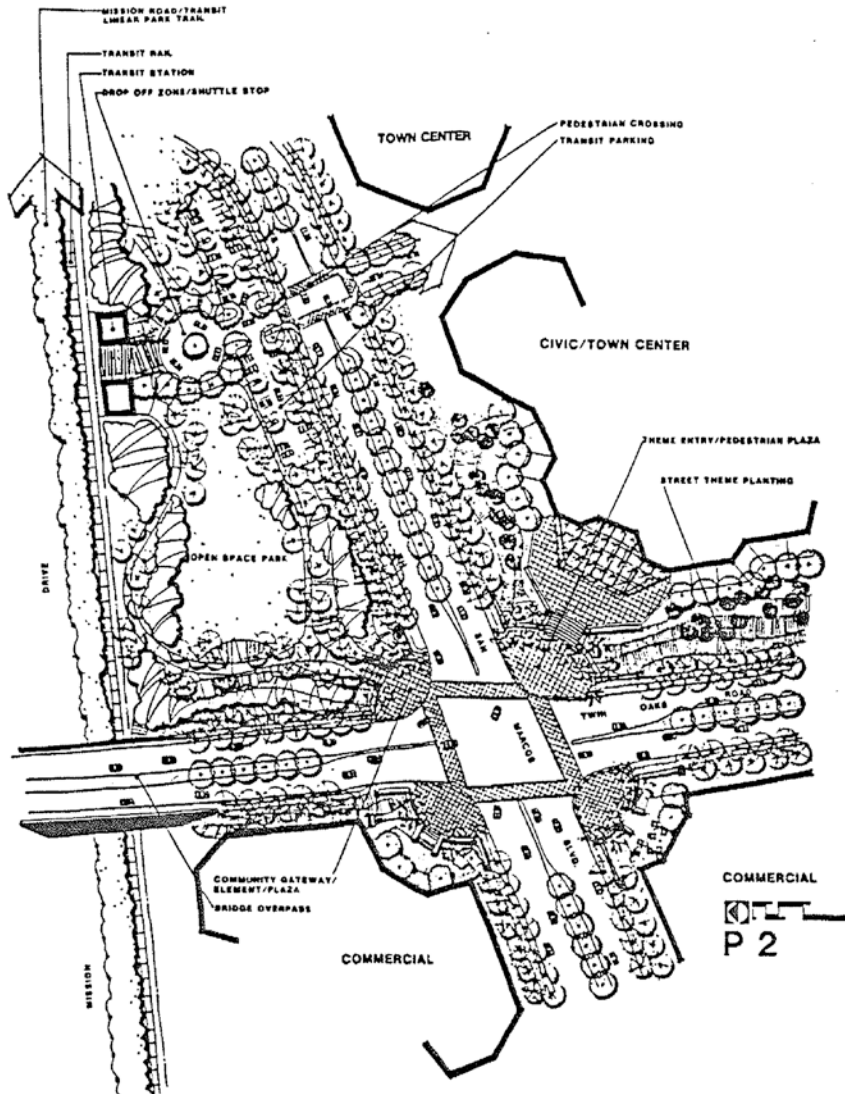 MISSION ROAD/TRANSIT
LINEAR PARK TRAIL
TRANSIT RAIL
TRANSIT STATION
DROP OFF ZONE/SHUTTLE STOP
PEDESTRIAN CROSSING
TRANSIT PARKING
TOWN CENTER
CIVIC/TOWN CENTER
THEME ENTRY/PEDESTRIAN PLAZA
STREET THEME PLANTING
OPEN SPACE PARK
DRIVE
SAN
MARCOS
BLVD.
TWIN OAKS ROAD
COMMUNITY GATEWAY/
ELEMENT/PLAZA
BRIDGE OVERPASS
COMMERCIAL
COMMERCIAL
P 2
MISSION